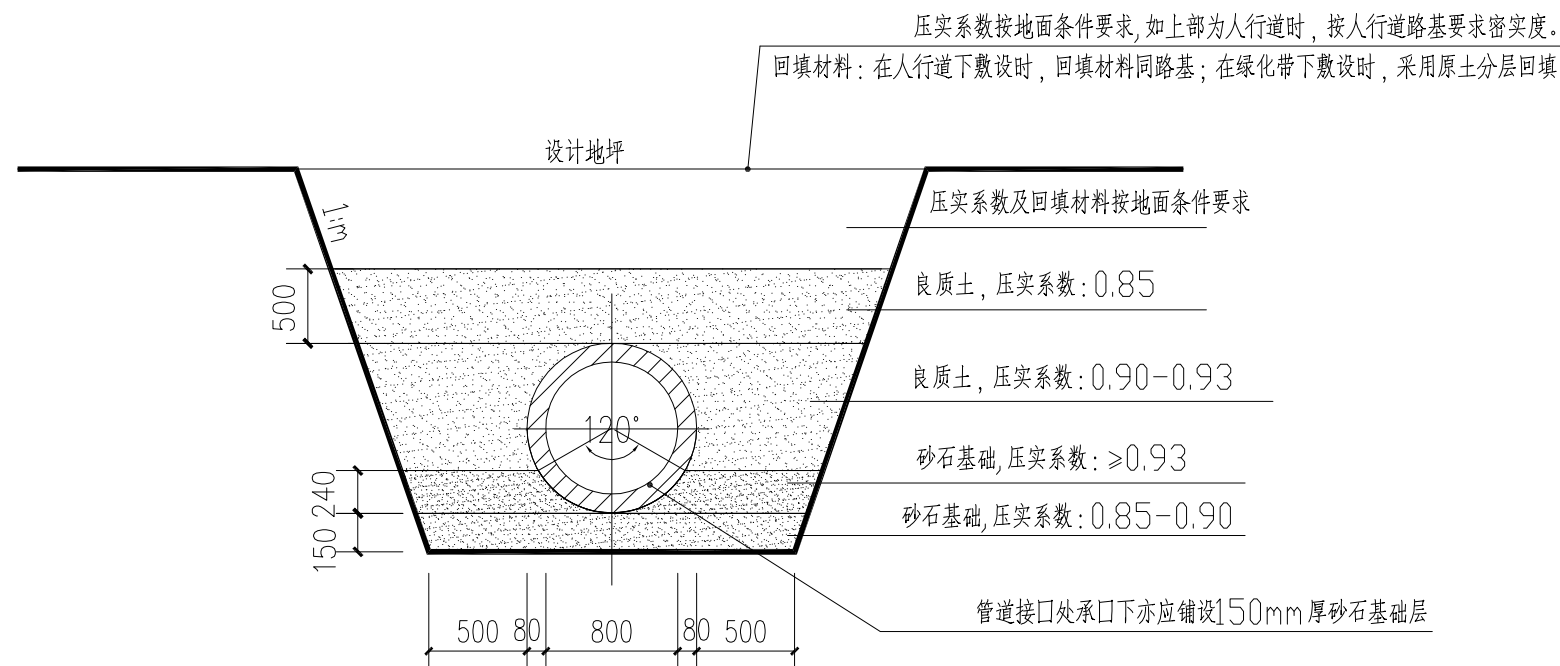 压实系数按地面条件要求,如上部为人行道时，按人行道路基要求密实度。
回填材料：在人行道下敷设时，回填材料同路基；在绿化带下敷设时，采用原土分层回填
设计地坪
1:m
压实系数及回填材料按地面条件要求
良质土，压实系数：0.85
500
良质土，压实系数：0.90-0.93
120°
砂石基础,压实系数：≥0.93
240
砂石基础,压实系数：0.85-0.90
150
管道接口处承口下亦应铺设150mm厚砂石基础层
500 80 800 80 500